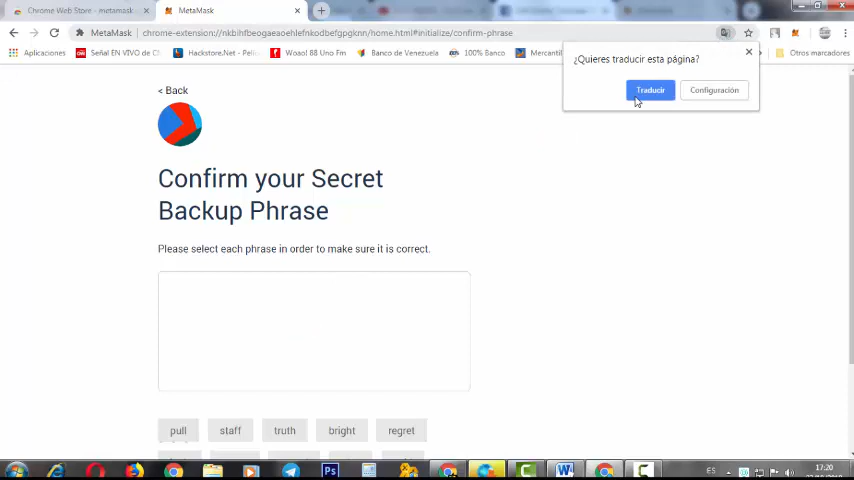 Chrome Web Store - metamask
MetaMask
MetaMask
chrome-extension://nkbihfbeogaeaoehlefnkodbefgpgknn/home.html#initialize/confirm-phrase
Aplicaciones
Señal EN VIVO de C
Hackstore.Net - Pelíc
Woao! 88 Uno Fm
Banco de Venezuela
100% Banco
Mercantil
Otros marcadores
¿Quieres traducir esta página?
Traducir
Configuración
< Back
Confirm your Secret
Backup Phrase
Please select each phrase in order to make sure it is correct.
pull staff truth bright regret
ES
17:20